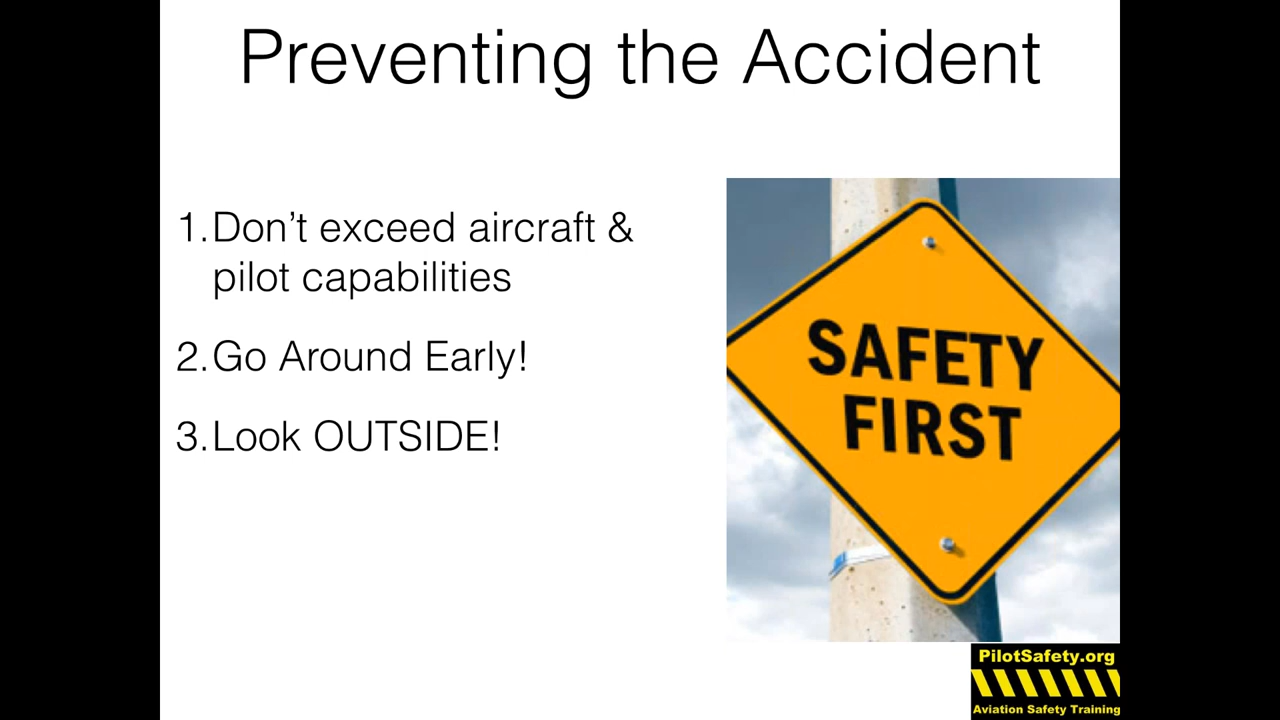 Preventing the Accident
1.Don’t exceed aircraft &
pilot capabilities
2.Go Around Early!
3.Look OUTSIDE!
SAFETY
FIRST
PilotSafety.org
Aviation Safety Training